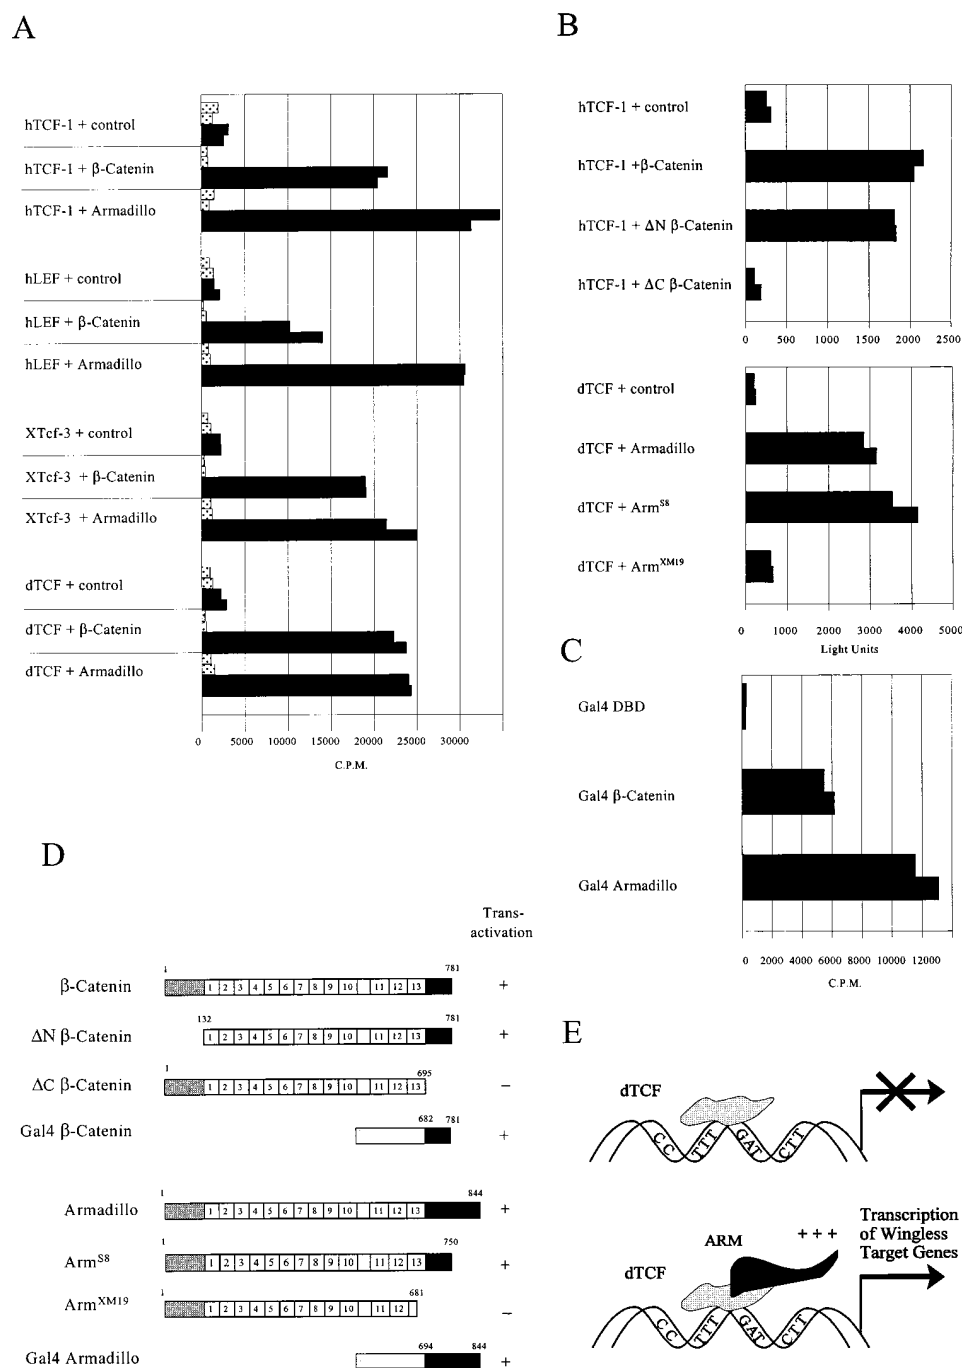 A
hTCF-1 + control
hTCF-1 + β-Catenin
hTCF-1 + Armadillo
hLEF + control
hLEF + β-Catenin
hLEF + Armadillo
XTcf-3 + control
XTcf-3 + β-Catenin
XTcf-3 + Armadillo
dTCF + control
dTCF + β-Catenin
dTCF + Armadillo
0 5000 10000 15000 20000 25000 30000
C.P.M.
B
hTCF-1 + control
hTCF-1 +β-Catenin
hTCF-1 + ΔN β-Catenin
hTCF-1 + ΔC β-Catenin
0 500 1000 1500 2000 2500
dTCF + control
dTCF + Armadillo
dTCF + Arm^S8
dTCF + Arm^XM19
0 1000 2000 3000 4000 5000
Light Units
C
Gal4 DBD
Gal4 β-Catenin
Gal4 Armadillo
0 2000 4000 6000 8000 10000 12000
C.P.M.
D
Trans-
activation
1 781
β-Catenin 1 2 3 4 5 6 7 8 9 10 11 12 13 +
132 781
ΔN β-Catenin 1 2 3 4 5 6 7 8 9 10 11 12 13 +
1 695
ΔC β-Catenin 1 2 3 4 5 6 7 8 9 10 11 12 13 –
682 781
Gal4 β-Catenin +
1 844
Armadillo 1 2 3 4 5 6 7 8 9 10 11 12 13 +
1 750
Arm^S8 1 2 3 4 5 6 7 8 9 10 11 12 13 +
1 681
Arm^XM19 1 2 3 4 5 6 7 8 9 10 11 12 –
694 844
Gal4 Armadillo +
E
dTCF
CC TTT GAT CTT
ARM
+ + +
Transcription
of Wingless
Target Genes
dTCF
CC TTT GAT CTT